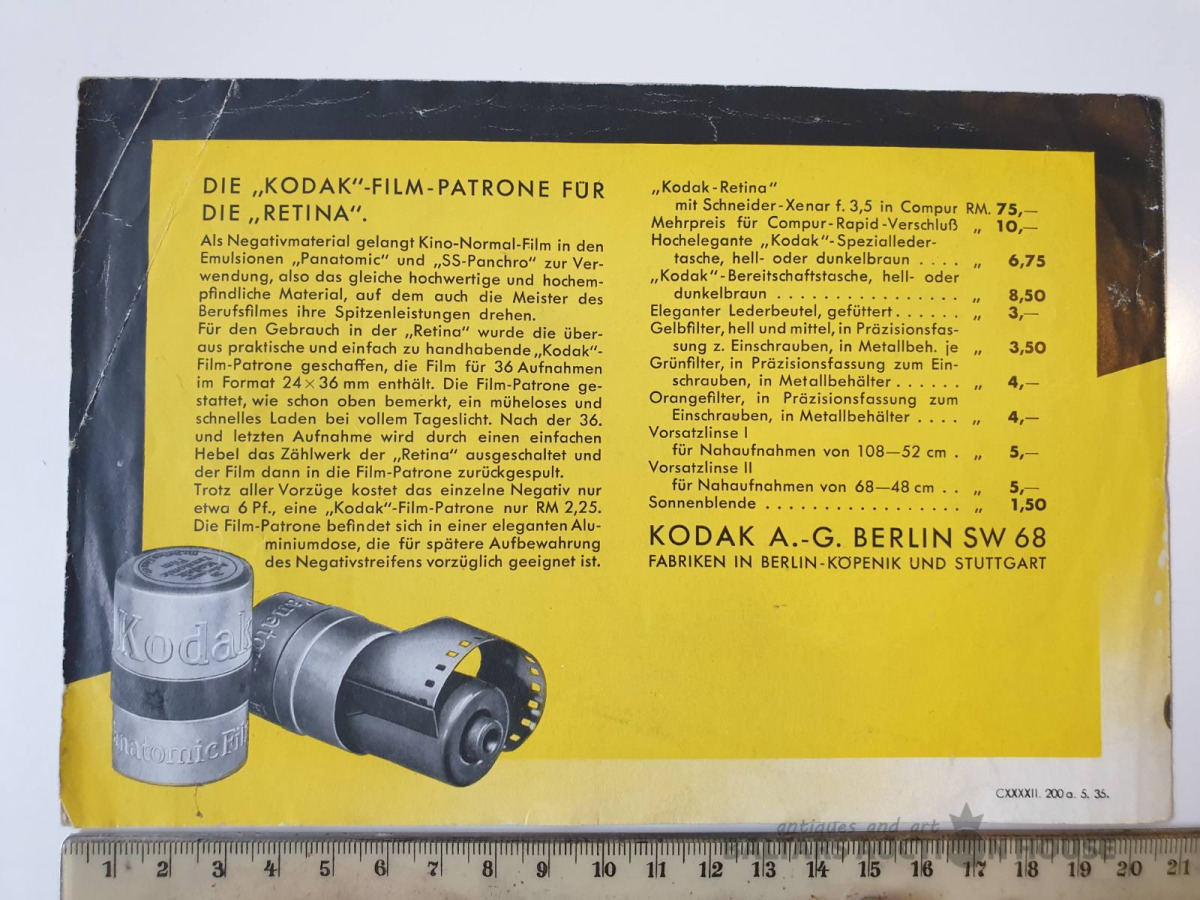 DIE „KODAK“-FILM-PATRONE FÜR
DIE „RETINA“.
Als Negativmaterial gelangt Kino-Normal-Film in den
Emulsionen „Panatomic“ und „SS-Panchro“ zur Ver-
wendung, also das gleiche hochwertige und hochem-
pfindliche Material, auf dem auch die Meister des
Berufsfilmes ihre Spitzenleistungen drehen.
Für den Gebrauch in der „Retina“ wurde die über-
aus praktische und einfach zu handhabende „Kodak“-
Film-Patrone geschaffen, die Film für 36 Aufnahmen
im Format 24×36 mm enthält. Die Film-Patrone ge-
stattet, wie schon oben bemerkt, ein müheloses und
schnelles Laden bei vollem Tageslicht. Nach der 36.
und letzten Aufnahme wird durch einen einfachen
Hebel das Zählwerk der „Retina“ ausgeschaltet und
der Film dann in die Film-Patrone zurückgespult.
Trotz aller Vorzüge kostet das einzelne Negativ nur
etwa 6 Pf., eine „Kodak“-Film-Patrone nur RM 2,25.
Die Film-Patrone befindet sich in einer eleganten Alu-
miniumdose, die für spätere Aufbewahrung
des Negativstreifens vorzüglich geeignet ist.
„Kodak-Retina“
mit Schneider-Xenar f. 3,5 in Compur RM. 75,—
Mehrpreis für Compur-Rapid-Verschluß „ 10,—
Hochelegante „Kodak“-Spezialleder-
tasche, hell- oder dunkelbraun . . . . „ 6,75
„Kodak“-Bereitschaftstasche, hell- oder
dunkelbraun . . . . . . . . . . . . . . . . . „ 8,50
Eleganter Lederbeutel, gefüttert . . . . . . „ 3,—
Gelbfilter, hell und mittel, in Präzisionsfas-
sung z. Einschrauben, in Metallbeh. je „ 3,50
Grünfilter, in Präzisionsfassung zum Ein-
schrauben, in Metallbehälter . . . . . . „ 4,—
Orangefilter, in Präzisionsfassung zum
Einschrauben, in Metallbehälter . . . . „ 4,—
Vorsatzlinse I
für Nahaufnahmen von 108—52 cm . „ 5,—
Vorsatzlinse II
für Nahaufnahmen von 68—48 cm . . „ 5,—
Sonnenblende . . . . . . . . . . . . . . . . . . „ 1,50
KODAK A.-G. BERLIN SW 68
FABRIKEN IN BERLIN-KÖPENIK UND STUTTGART
Kodak
anatomic Fil
anato
CXXXXII. 200 a. 5. 35.
antiques and art
BALTARS AUCTION HOUSE
1 2 3 4 5 6 7 8 9 10 11 12 13 14 15 16 17 18 19 20 21